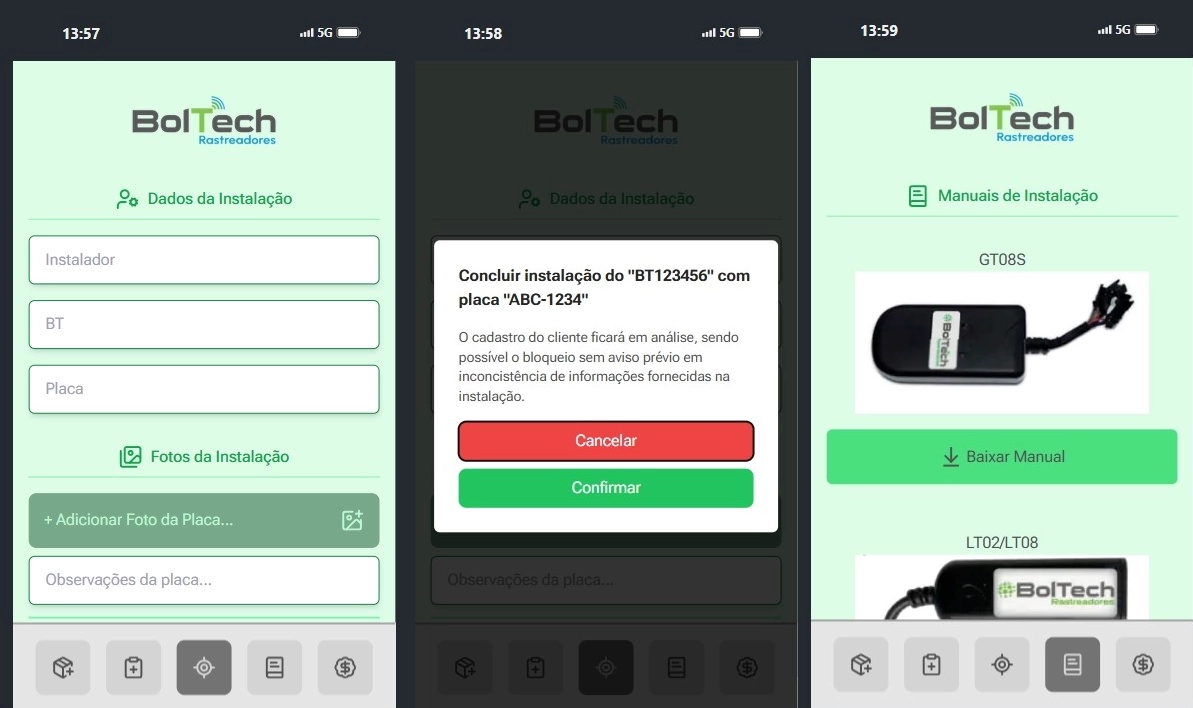 13:57
5G
BolTech
Rastreadores
Dados da Instalação
Instalador
BT
Placa
Fotos da Instalação
+ Adicionar Foto da Placa...
Observações da placa...
13:58
5G
BolTech
Rastreadores
Dados da Instalação
Concluir instalação do "BT123456" com
placa "ABC-1234"
O cadastro do cliente ficará em análise, sendo
possível o bloqueio sem aviso prévio em
inconcistência de informações fornecidas na
instalação.
Cancelar
Confirmar
Observações da placa...
13:59
5G
BolTech
Rastreadores
Manuais de Instalação
GT08S
BolTech
Baixar Manual
LT02/LT08
BolTech
Rastreadores